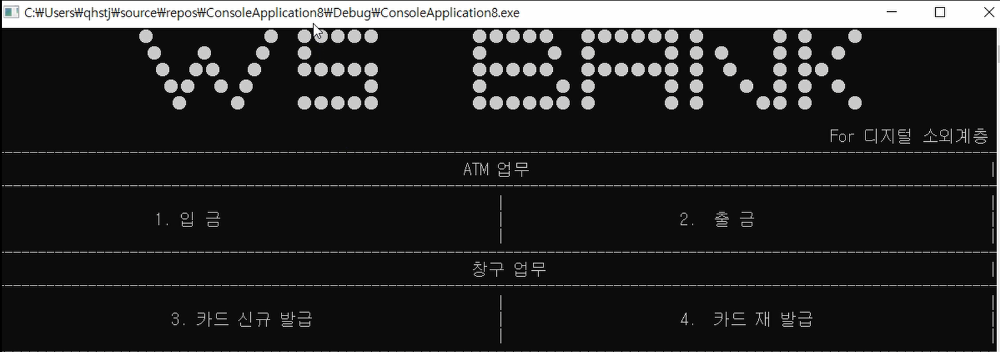 C:₩Users₩qhstj₩source₩repos₩ConsoleApplication8₩Debug₩ConsoleApplication8.exe
WS BANK
For 디지털 소외계층
ATM 업무
1. 입 금 2. 출 금
창구 업무
3. 카드 신규 발급 4. 카드 재 발급